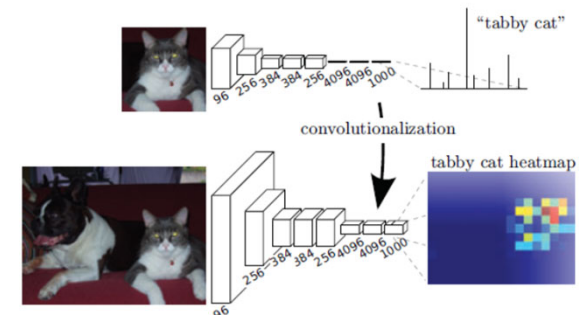 "tabby cat"
96 256 384 384 256 4096 4096 1000
convolutionalization
tabby cat heatmap
96 256 384 384 256 4096 4096 1000